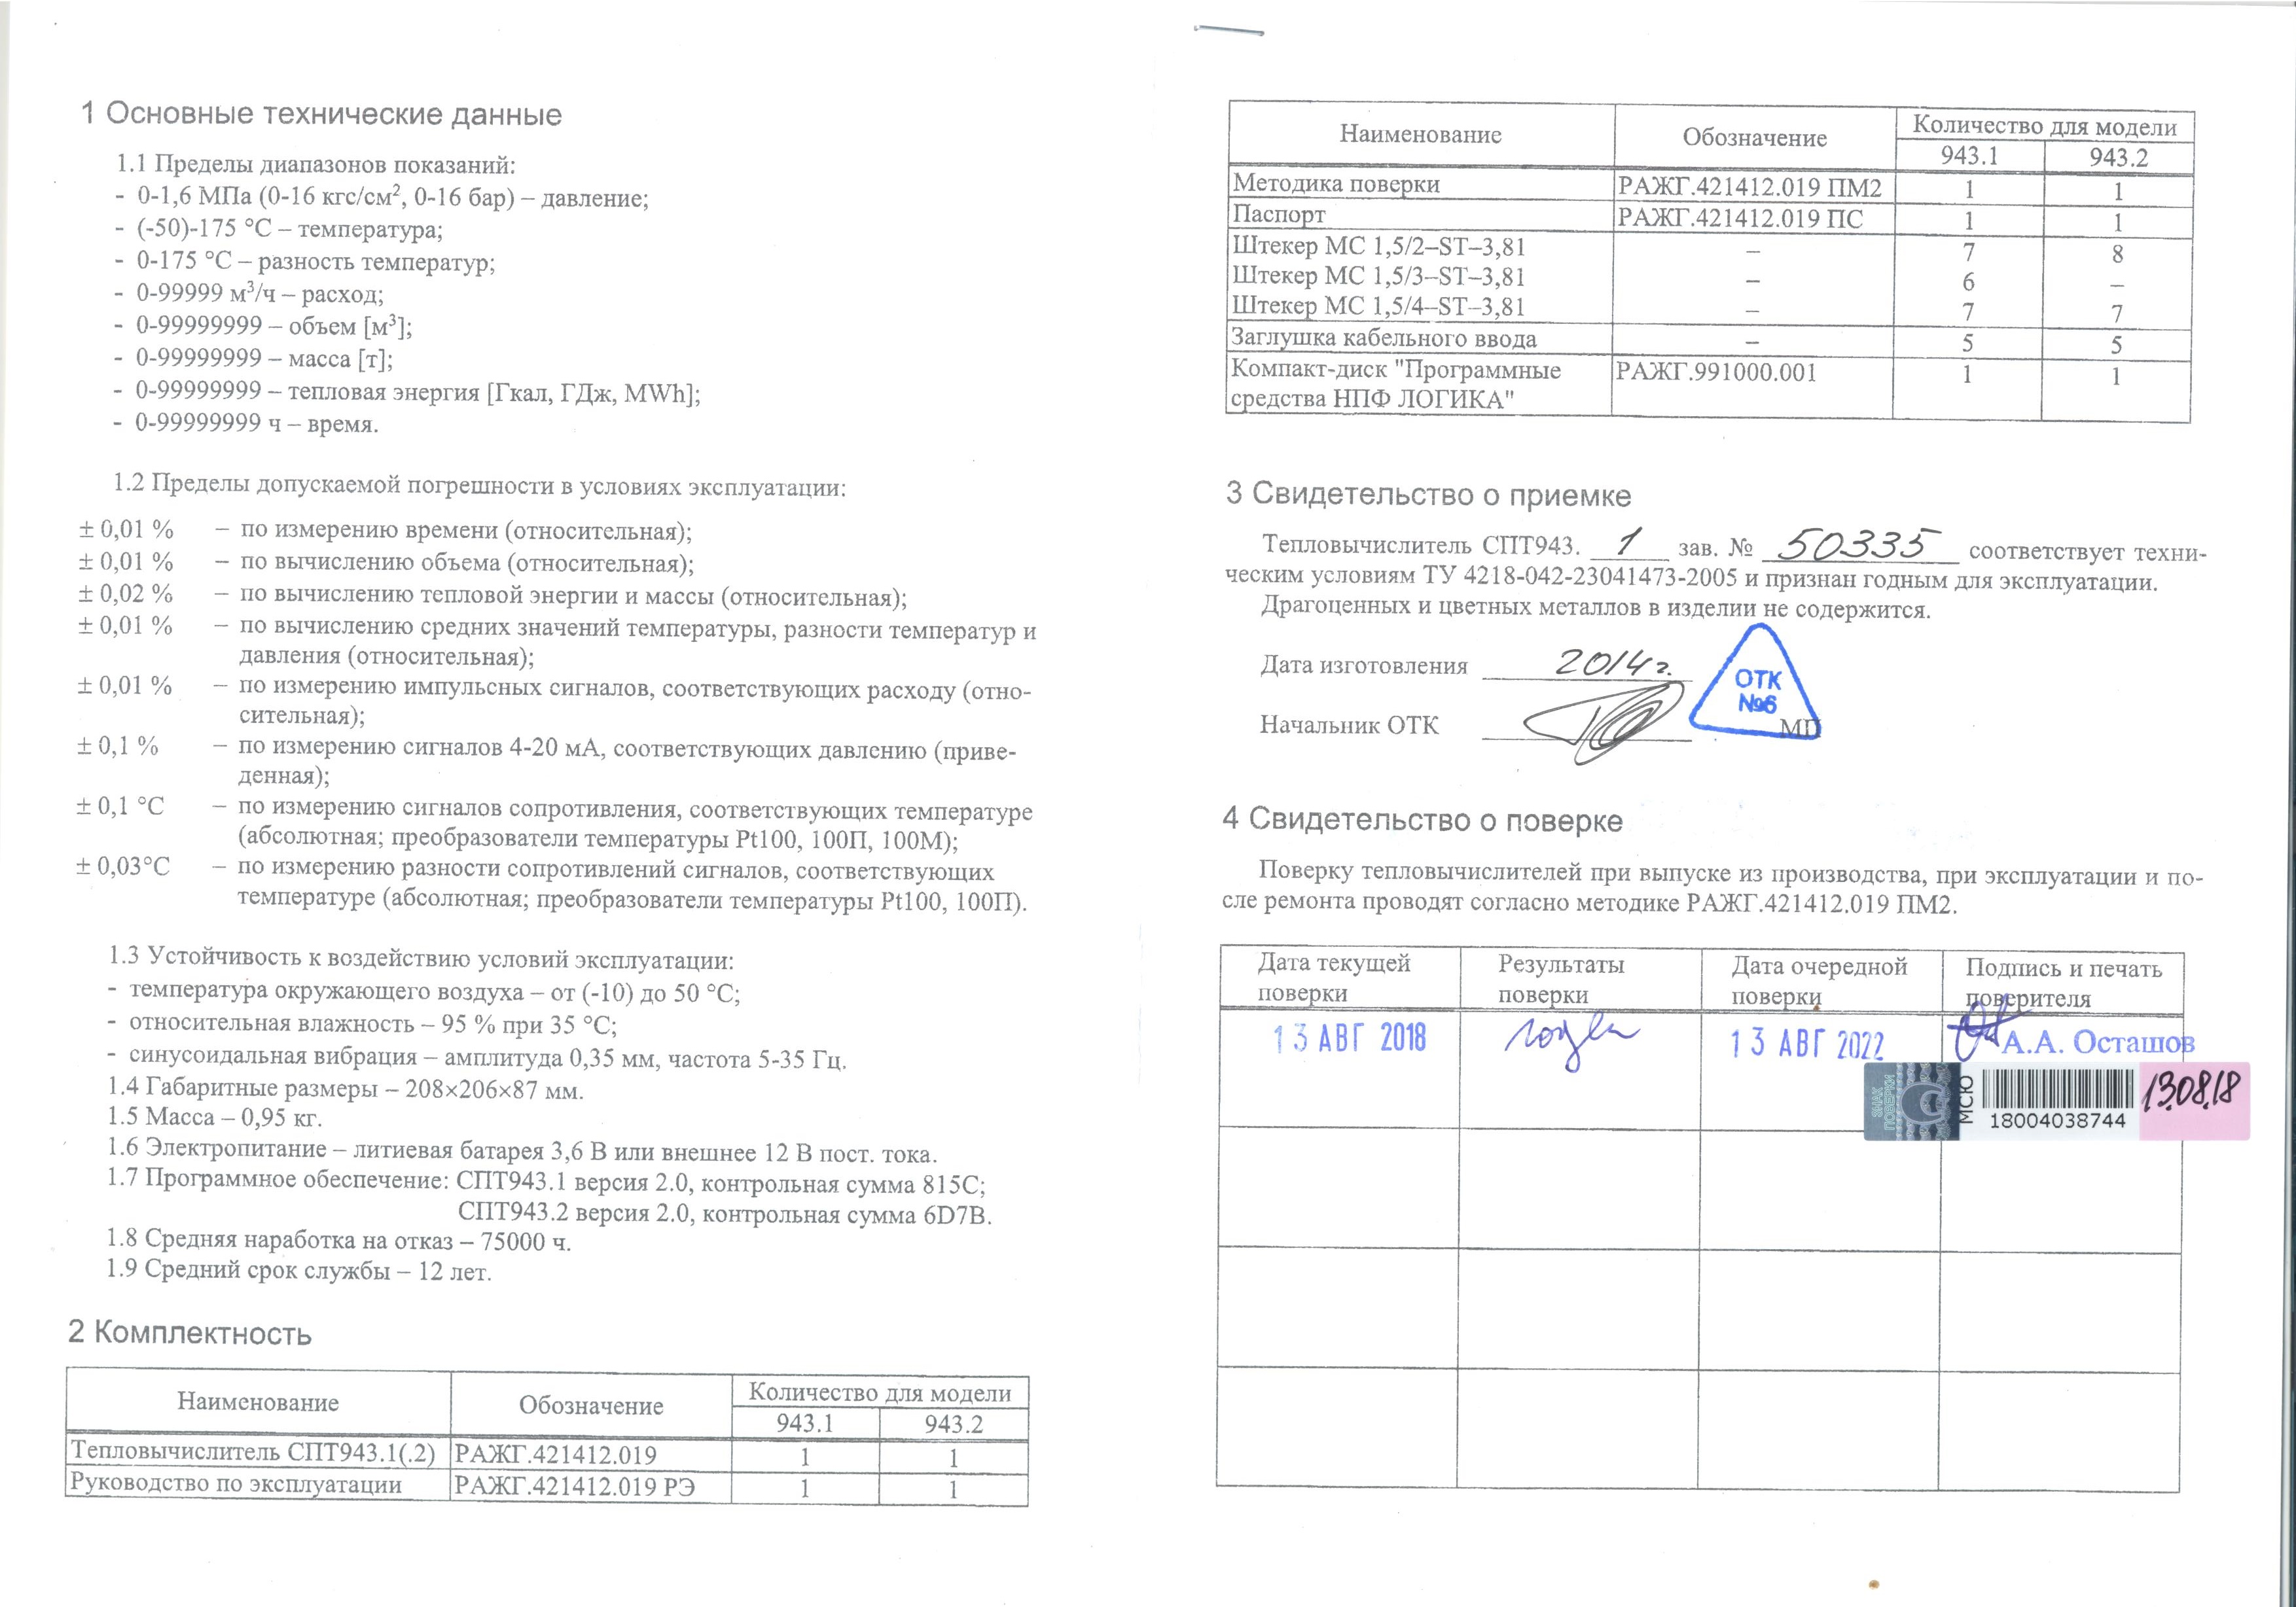 1 Основные технические данные
1.1 Пределы диапазонов показаний:
- 0-1,6 МПа (0-16 кгс/см², 0-16 бар) – давление;
- (-50)-175 °С – температура;
- 0-175 °С – разность температур;
- 0-99999 м³/ч – расход;
- 0-99999999 – объем [м³];
- 0-99999999 – масса [т];
- 0-99999999 – тепловая энергия [Гкал, ГДж, MWh];
- 0-99999999 ч – время.
1.2 Пределы допускаемой погрешности в условиях эксплуатации:
± 0,01 % – по измерению времени (относительная);
± 0,01 % – по вычислению объема (относительная);
± 0,02 % – по вычислению тепловой энергии и массы (относительная);
± 0,01 % – по вычислению средних значений температуры, разности температур и
давления (относительная);
± 0,01 % – по измерению импульсных сигналов, соответствующих расходу (отно-
сительная);
± 0,1 % – по измерению сигналов 4-20 мА, соответствующих давлению (приве-
денная);
± 0,1 °С – по измерению сигналов сопротивления, соответствующих температуре
(абсолютная; преобразователи температуры Pt100, 100П, 100М);
± 0,03°С – по измерению разности сопротивлений сигналов, соответствующих
температуре (абсолютная; преобразователи температуры Pt100, 100П).
1.3 Устойчивость к воздействию условий эксплуатации:
- температура окружающего воздуха – от (-10) до 50 °С;
- относительная влажность – 95 % при 35 °С;
- синусоидальная вибрация – амплитуда 0,35 мм, частота 5-35 Гц.
1.4 Габаритные размеры – 208×206×87 мм.
1.5 Масса – 0,95 кг.
1.6 Электропитание – литиевая батарея 3,6 В или внешнее 12 В пост. тока.
1.7 Программное обеспечение: СПТ943.1 версия 2.0, контрольная сумма 815С;
СПТ943.2 версия 2.0, контрольная сумма 6D7B.
1.8 Средняя наработка на отказ – 75000 ч.
1.9 Средний срок службы – 12 лет.
2 Комплектность
Наименование Обозначение Количество для модели
943.1 943.2
Тепловычислитель СПТ943.1(.2) РАЖГ.421412.019 1 1
Руководство по эксплуатации РАЖГ.421412.019 РЭ 1 1
Наименование Обозначение Количество для модели
943.1 943.2
Методика поверки РАЖГ.421412.019 ПМ2 1 1
Паспорт РАЖГ.421412.019 ПС 1 1
Штекер МС 1,5/2–ST–3,81 – 7 8
Штекер МС 1,5/3–ST–3,81 – 6 –
Штекер МС 1,5/4–ST–3,81 – 7 7
Заглушка кабельного ввода – 5 5
Компакт-диск "Программные РАЖГ.991000.001 1 1
средства НПФ ЛОГИКА"
3 Свидетельство о приемке
Тепловычислитель СПТ943. 1 зав. № 50335 соответствует техни-
ческим условиям ТУ 4218-042-23041473-2005 и признан годным для эксплуатации.
Драгоценных и цветных металлов в изделии не содержится.
Дата изготовления 2014г.
ОТК
№6
Начальник ОТК МП
4 Свидетельство о поверке
Поверку тепловычислителей при выпуске из производства, при эксплуатации и по-
сле ремонта проводят согласно методике РАЖГ.421412.019 ПМ2.
Дата текущей Результаты Дата очередной Подпись и печать
поверки поверки поверки поверителя
13 АВГ 2018 годен 13 АВГ 2022 А.А. Осташов
ЗНАК
ПОВЕРКИ
МСЮ
18004038744
13.08.18